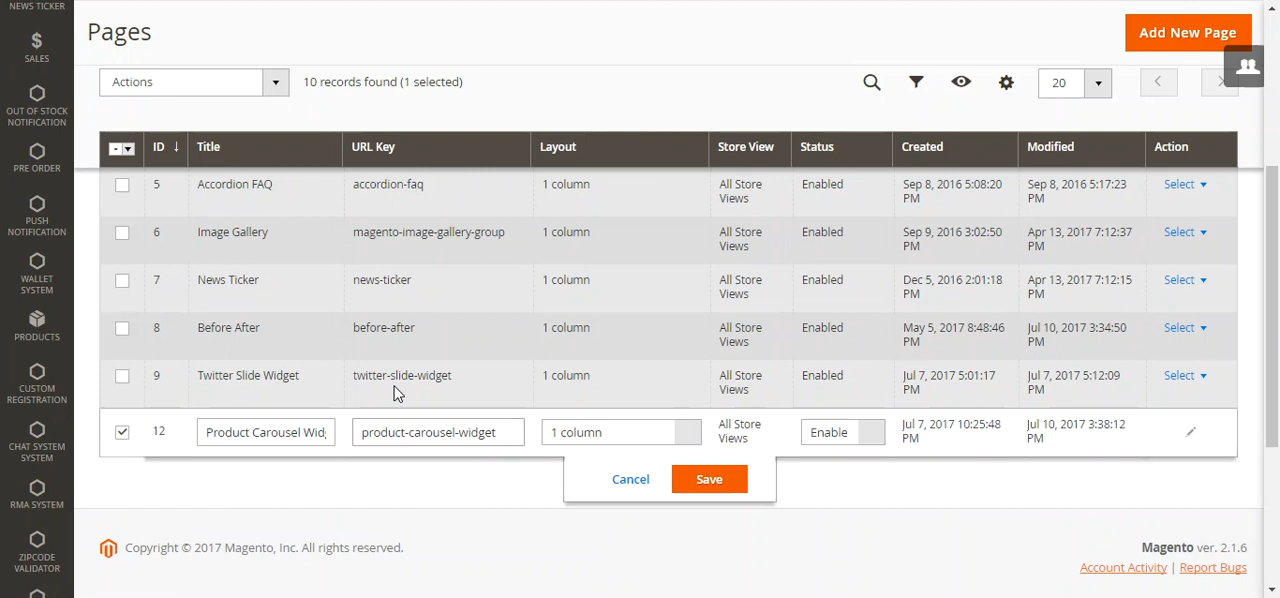 NEWS TICKER
Pages
Add New Page
$
SALES
Actions
10 records found (1 selected)
20
OUT OF STOCK
NOTIFICATION
ID ↓ Title URL Key Layout Store View Status Created Modified Action
PRE ORDER
5 Accordion FAQ accordion-faq 1 column All Store Enabled Sep 8, 2016 5:08:20 Sep 8, 2016 5:17:23 Select
Views PM PM
PUSH
NOTIFICATION
6 Image Gallery magento-image-gallery-group 1 column All Store Enabled Sep 9, 2016 3:02:50 Apr 13, 2017 7:12:37 Select
Views PM PM
WALLET
SYSTEM
7 News Ticker news-ticker 1 column All Store Enabled Dec 5, 2016 2:01:18 Apr 13, 2017 7:12:15 Select
Views PM PM
PRODUCTS
8 Before After before-after 1 column All Store Enabled May 5, 2017 8:48:46 Jul 10, 2017 3:34:50 Select
Views PM PM
CUSTOM
REGISTRATION
9 Twitter Slide Widget twitter-slide-widget 1 column All Store Enabled Jul 7, 2017 5:01:17 Jul 7, 2017 5:12:09 Select
Views PM PM
CHAT SYSTEM
SYSTEM
12 Product Carousel Wid product-carousel-widget 1 column All Store Enable Jul 7, 2017 10:25:48 Jul 10, 2017 3:38:12
Views PM PM
RMA SYSTEM
Cancel Save
ZIPCODE
VALIDATOR
Copyright © 2017 Magento, Inc. All rights reserved.
Magento ver. 2.1.6
Account Activity | Report Bugs